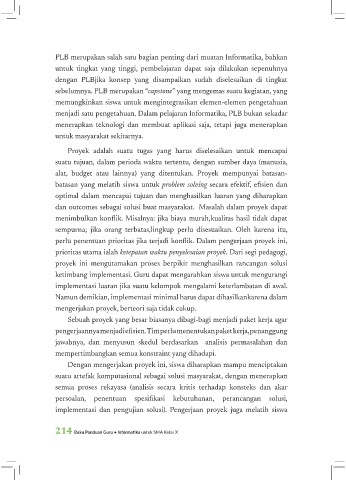 PLB merupakan salah satu bagian penting dari muatan Informatika, bahkan
untuk tingkat yang tinggi, pembelajaran dapat saja dilakukan sepenuhnya
dengan PLBjika konsep yang disampaikan sudah diselesaikan di tingkat
sebelumnya. PLB merupakan "capstone" yang mengemas suatu kegiatan, yang
memungkinkan siswa untuk mengintegrasikan elemen-elemen pengetahuan
menjadi satu pengetahuan. Dalam pelajaran Informatika, PLB bukan sekadar
menerapkan teknologi dan membuat aplikasi saja, tetapi juga menerapkan
untuk masyarakat sekitarnya.
Proyek adalah suatu tugas yang harus diselesaikan untuk mencapai
suatu tujuan, dalam perioda waktu tertentu, dengan sumber daya (manusia,
alat, budget atau lainnya) yang ditentukan. Proyek mempunyai batasan-
batasan yang melatih siswa untuk problem solving secara efektif, efisien dan
optimal dalam mencapai tujuan dan menghasilkan luaran yang diharapkan
dan outcomes sebagai solusi buat masyarakat. Masalah dalam proyek dapat
menimbulkan konflik. Misalnya: jika biaya murah,kualitas hasil tidak dapat
sempurna; jika orang terbatas,lingkup perlu disesuaikan. Oleh karena itu,
perlu penentuan prioritas jika terjadi konflik. Dalam pengerjaan proyek ini,
prioritas utama ialah ketepatan waktu penyelesaian proyek. Dari segi pedagogi,
proyek ini mengutamakan proses berpikir menghasilkan rancangan solusi
ketimbang implementasi. Guru dapat mengarahkan siswa untuk mengurangi
implementasi luaran jika suatu kelompok mengalami keterlambatan di awal.
Namun demikian, implementasi minimal harus dapat dihasilkankarena dalam
mengerjakan proyek, berteori saja tidak cukup.
Sebuah proyek yang besar biasanya dibagi-bagi menjadi paket kerja agar
pengerjaannya menjadi efisien. Tim perlu menentukan paket kerja, penanggung
jawabnya, dan menyusun skedul berdasarkan analisis permasalahan dan
mempertimbangkan semua konstraint yang dihadapi.
Dengan mengerjakan proyek ini, siswa diharapkan mampu menciptakan
suatu artefak komputasional sebagai solusi masyarakat, dengan menerapkan
semua proses rekayasa (analisis secara kritis terhadap konteks dan akar
persoalan, penentuan spesifikasi kebutuhanan, perancangan solusi,
implementasi dan pengujian solusi). Pengerjaan proyek juga melatih siswa
214 Buku Panduan Guru • Informatika untuk SMA Kelas X